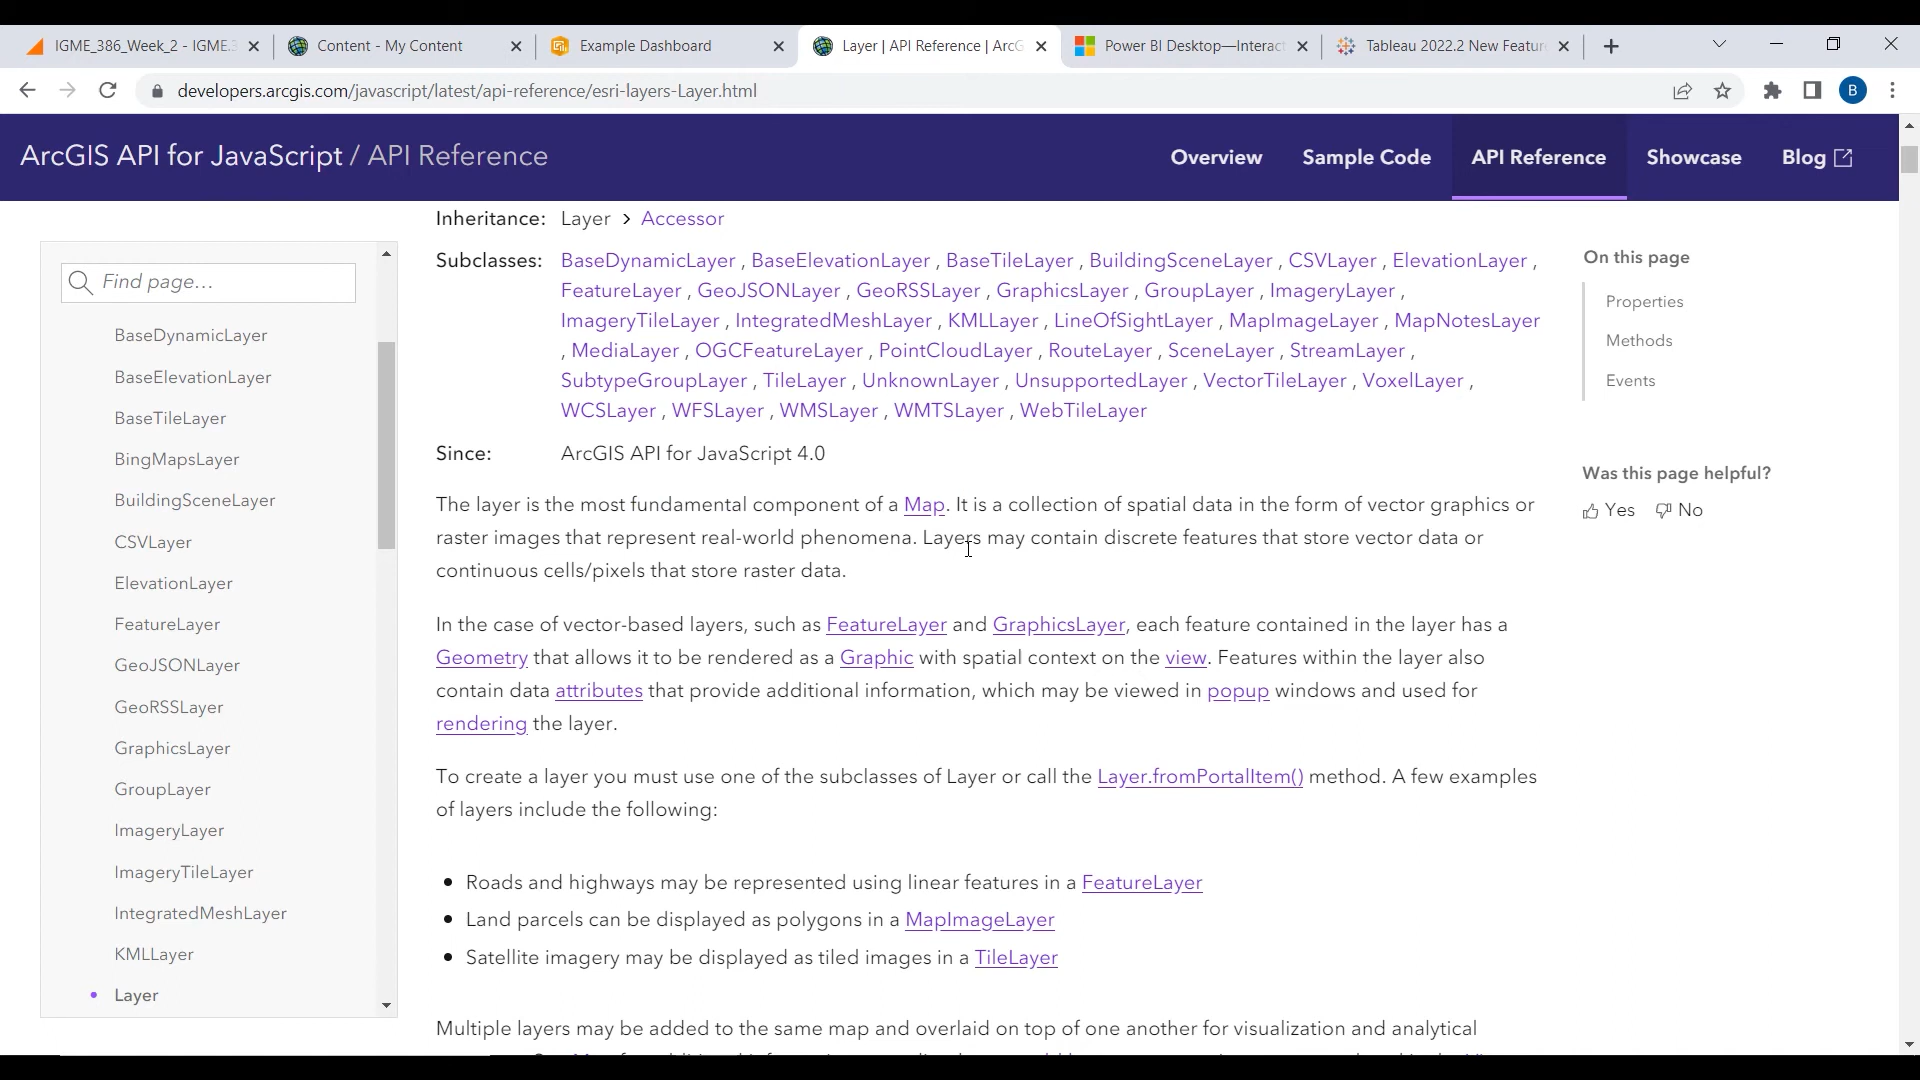 IGME_386_Week_2 - IGME.3
Content - My Content
Example Dashboard
Layer | API Reference | ArcG
Power BI Desktop—Interact
Tableau 2022.2 New Feature
developers.arcgis.com/javascript/latest/api-reference/esri-layers-Layer.html
B
ArcGIS API for JavaScript / API Reference
Overview
Sample Code
API Reference
Showcase
Blog
Find page...
BaseDynamicLayer
BaseElevationLayer
BaseTileLayer
BingMapsLayer
BuildingSceneLayer
CSVLayer
ElevationLayer
FeatureLayer
GeoJSONLayer
GeoRSSLayer
GraphicsLayer
GroupLayer
ImageryLayer
ImageryTileLayer
IntegratedMeshLayer
KMLLayer
Layer
Inheritance: Layer > Accessor
Subclasses: BaseDynamicLayer , BaseElevationLayer , BaseTileLayer , BuildingSceneLayer , CSVLayer , ElevationLayer ,
FeatureLayer , GeoJSONLayer , GeoRSSLayer , GraphicsLayer , GroupLayer , ImageryLayer ,
ImageryTileLayer , IntegratedMeshLayer , KMLLayer , LineOfSightLayer , MapImageLayer , MapNotesLayer
, MediaLayer , OGCFeatureLayer , PointCloudLayer , RouteLayer , SceneLayer , StreamLayer ,
SubtypeGroupLayer , TileLayer , UnknownLayer , UnsupportedLayer , VectorTileLayer , VoxelLayer ,
WCSLayer , WFSLayer , WMSLayer , WMTSLayer , WebTileLayer
Since: ArcGIS API for JavaScript 4.0
The layer is the most fundamental component of a Map. It is a collection of spatial data in the form of vector graphics or
raster images that represent real-world phenomena. Layers may contain discrete features that store vector data or
continuous cells/pixels that store raster data.
In the case of vector-based layers, such as FeatureLayer and GraphicsLayer, each feature contained in the layer has a
Geometry that allows it to be rendered as a Graphic with spatial context on the view. Features within the layer also
contain data attributes that provide additional information, which may be viewed in popup windows and used for
rendering the layer.
To create a layer you must use one of the subclasses of Layer or call the Layer.fromPortalItem() method. A few examples
of layers include the following:
• Roads and highways may be represented using linear features in a FeatureLayer
• Land parcels can be displayed as polygons in a MapImageLayer
• Satellite imagery may be displayed as tiled images in a TileLayer
Multiple layers may be added to the same map and overlaid on top of one another for visualization and analytical
On this page
Properties
Methods
Events
Was this page helpful?
Yes No